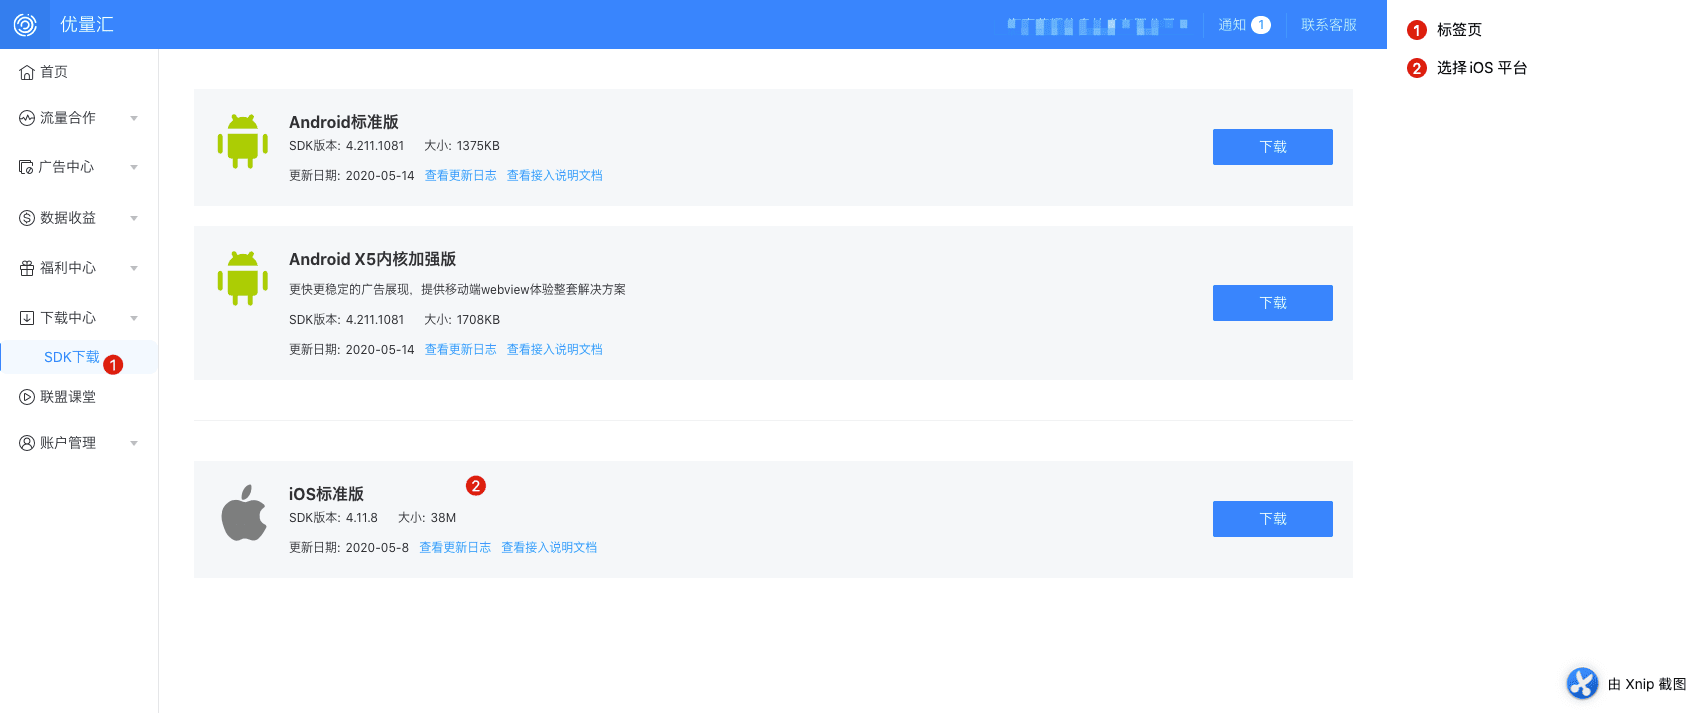 优量汇
通知 1
联系客服
首页
流量合作
广告中心
数据收益
福利中心
下载中心
SDK下载
1
联盟课堂
账户管理
Android标准版
SDK版本: 4.211.1081 大小: 1375KB
更新日期: 2020-05-14 查看更新日志 查看接入说明文档
下载
Android X5内核加强版
更快更稳定的广告展现，提供移动端webview体验整套解决方案
SDK版本: 4.211.1081 大小: 1708KB
更新日期: 2020-05-14 查看更新日志 查看接入说明文档
下载
iOS标准版
2
SDK版本: 4.11.8 大小: 38M
更新日期: 2020-05-8 查看更新日志 查看接入说明文档
下载
1 标签页
2 选择 iOS 平台
由 Xnip 截图